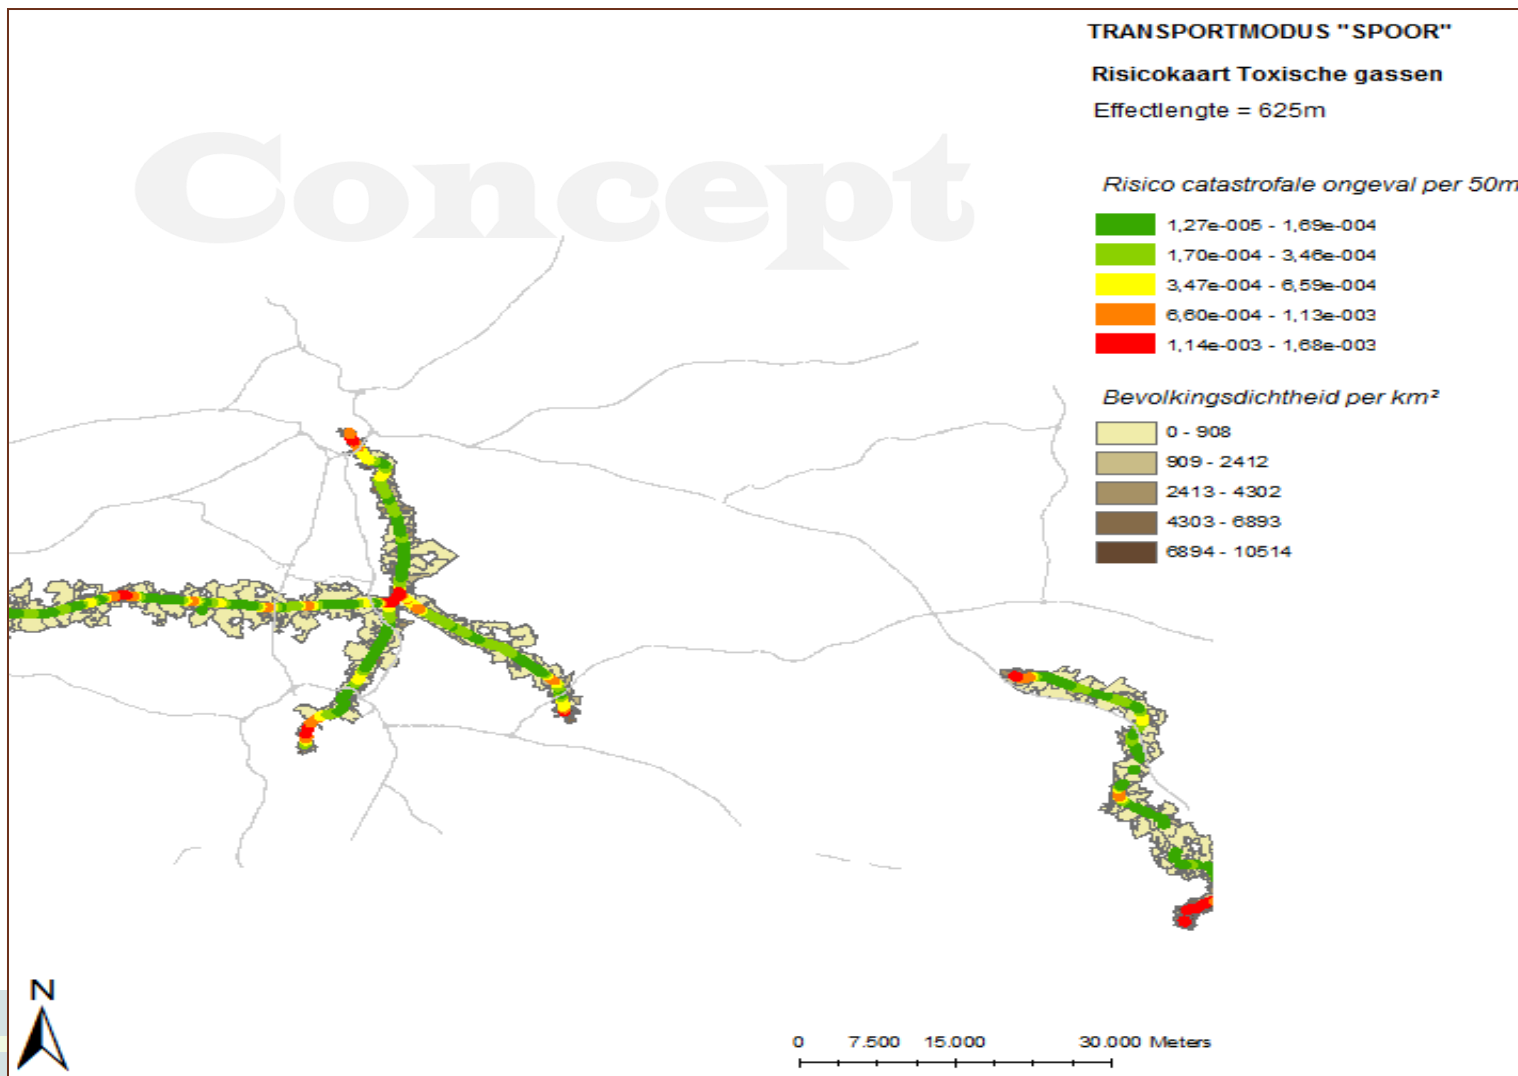 TRANSPORTMODUS "SPOOR"
Risicokaart Toxische gassen
Effectlengte = 625m
Concept
Risico catastrofale ongeval per 50m
1,27e-005 - 1,69e-004
1,70e-004 - 3,46e-004
3,47e-004 - 6,59e-004
6,60e-004 - 1,13e-003
1,14e-003 - 1,68e-003
Bevolkingsdichtheid per km²
0 - 908
909 - 2412
2413 - 4302
4303 - 6893
6894 - 10514
N
0 7.500 15.000 30.000 Meters